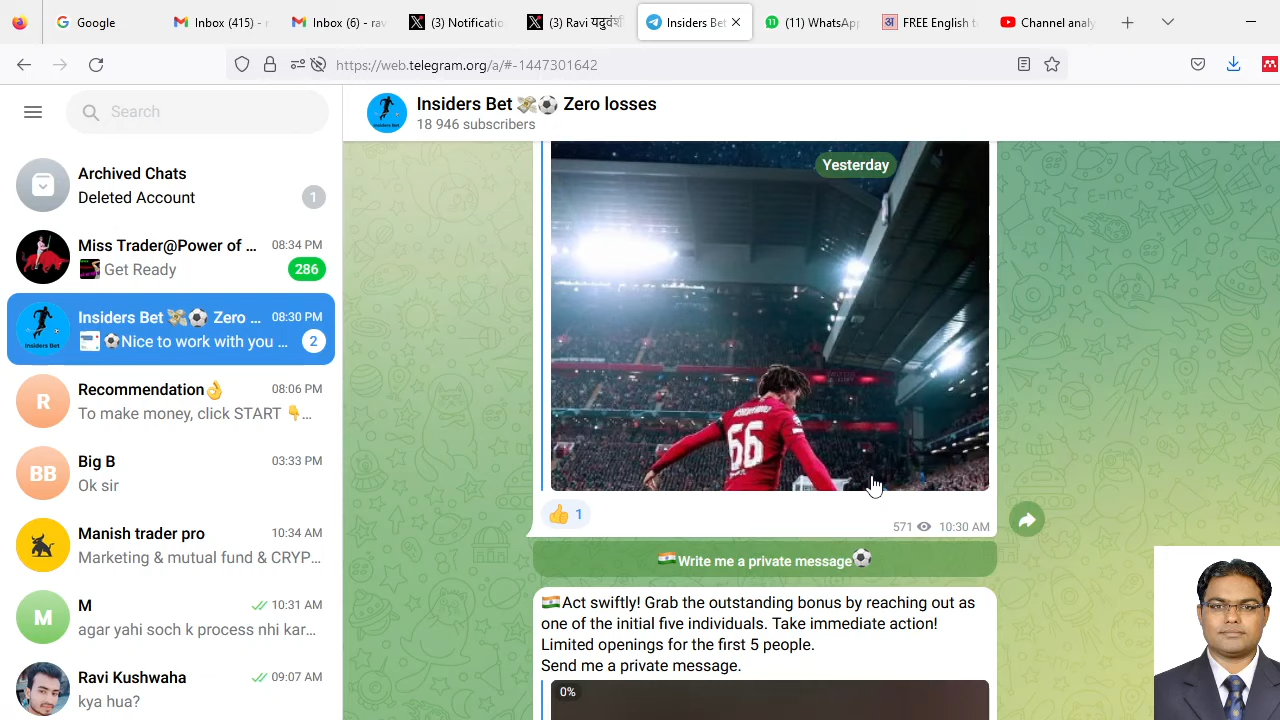 Google
Inbox (415) - r
Inbox (6) - rav
(3) Notificatio
(3) Ravi यदुवंशी
Insiders Bet
(11) WhatsApp
अ
FREE English t
Channel analy
https://web.telegram.org/a/#-1447301642
Search
Insiders Bet 💸⚽ Zero losses
18 946 subscribers
Archived Chats
Deleted Account
1
Miss Trader@Power of ...
08:34 PM
Get Ready
286
Insiders Bet 💸⚽ Zero ...
08:30 PM
⚽Nice to work with you ...
2
Recommendation👌
08:06 PM
To make money, click START 👇...
R
BB
Big B
03:33 PM
Ok sir
Manish trader pro
10:34 AM
Marketing & mutual fund & CRYP...
M
M
10:31 AM
agar yahi soch k process nhi kar...
Ravi Kushwaha
09:07 AM
kya hua?
Yesterday
66
👍 1
571
10:30 AM
🇮🇳Write me a private message⚽
🇮🇳Act swiftly! Grab the outstanding bonus by reaching out as
one of the initial five individuals. Take immediate action!
Limited openings for the first 5 people.
Send me a private message.
0%